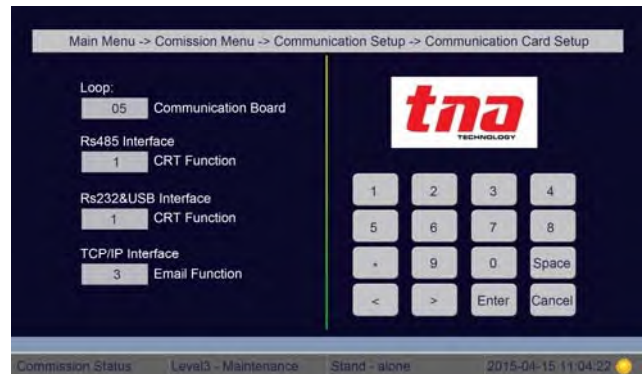 Main Menu -> Comission Menu -> Communication Setup -> Communication Card Setup
Loop:
05 Communication Board
Rs485 Interface
1 CRT Function
Rs232&USB Interface
1 CRT Function
TCP/IP Interface
3 Email Function
tna
TECHNOLOGY
1 2 3 4
5 6 7 8
* 9 0 Space
< > Enter Cancel
Commission Status Level3 - Maintenance Stand - alone 2015-04-15 11:04:22